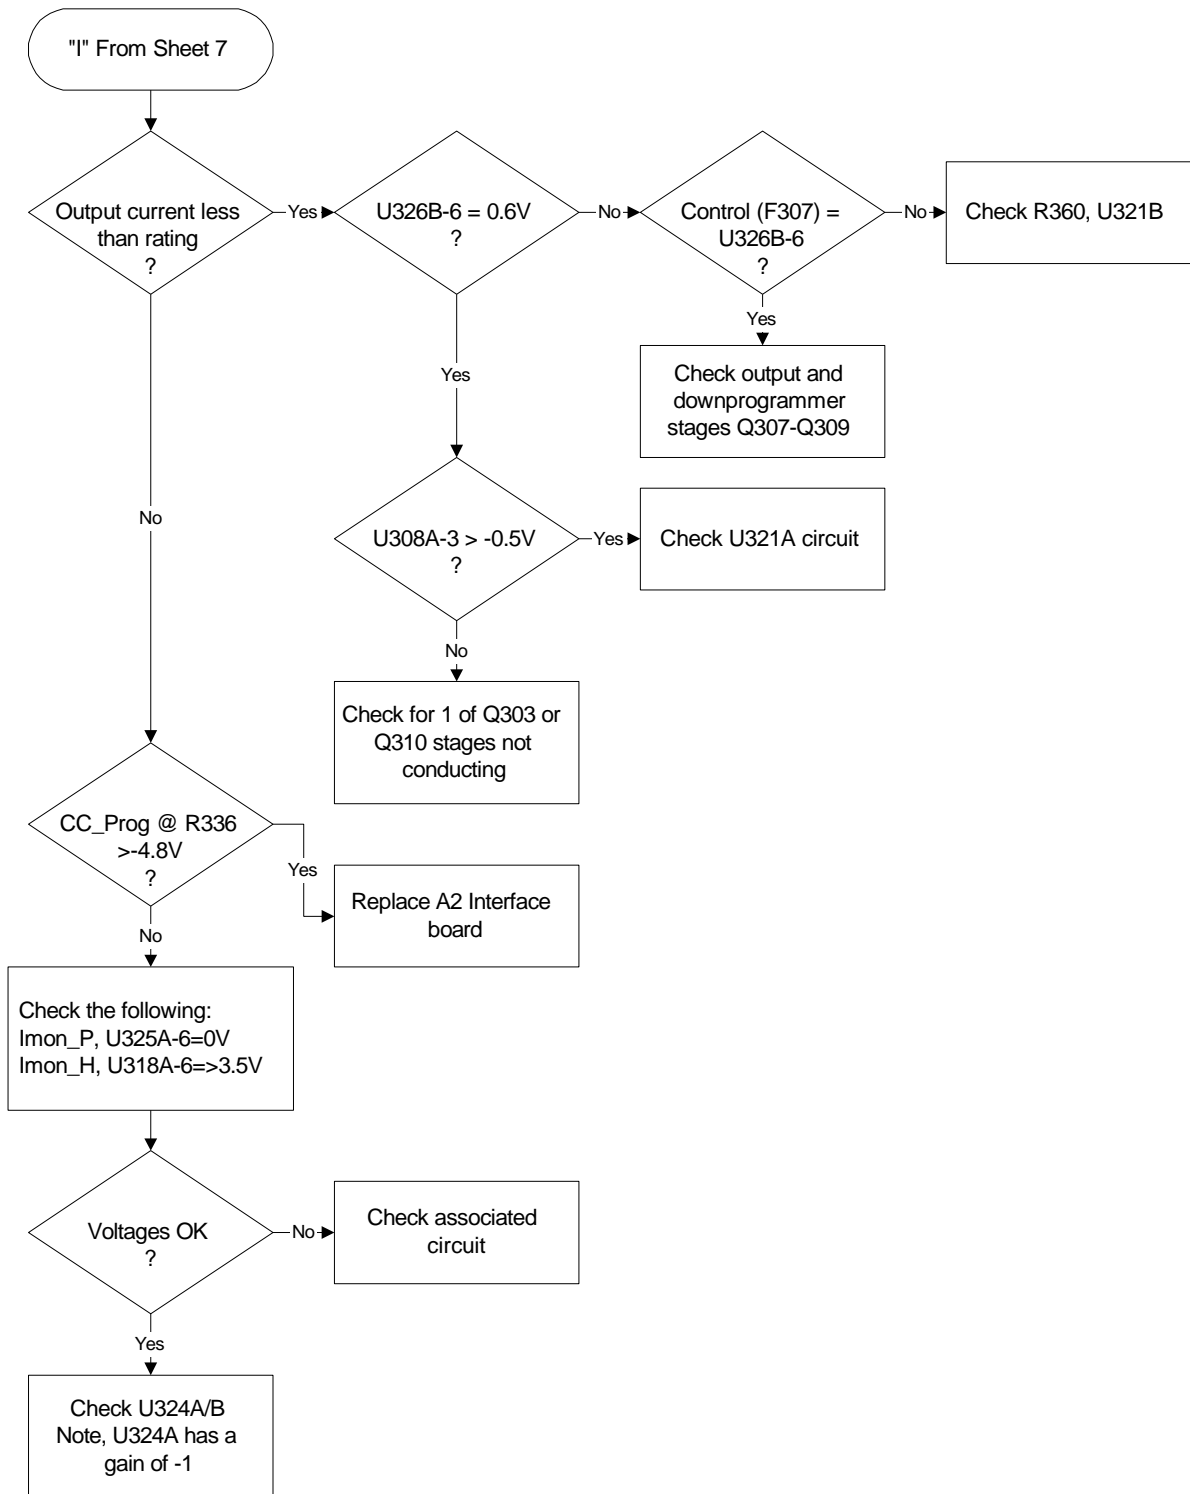 "I" From Sheet 7
Output current less
than rating
?
Yes
U326B-6 = 0.6V
?
No
Control (F307) =
U326B-6
?
No
Check R360, U321B
Yes
Check output and
downprogrammer
stages Q307-Q309
Yes
U308A-3 > -0.5V
?
Yes
Check U321A circuit
No
Check for 1 of Q303 or
Q310 stages not
conducting
No
CC_Prog @ R336
>-4.8V
?
Yes
Replace A2 Interface
board
No
Check the following:
Imon_P, U325A-6=0V
Imon_H, U318A-6=>3.5V
Voltages OK
?
No
Check associated
circuit
Yes
Check U324A/B
Note, U324A has a
gain of -1